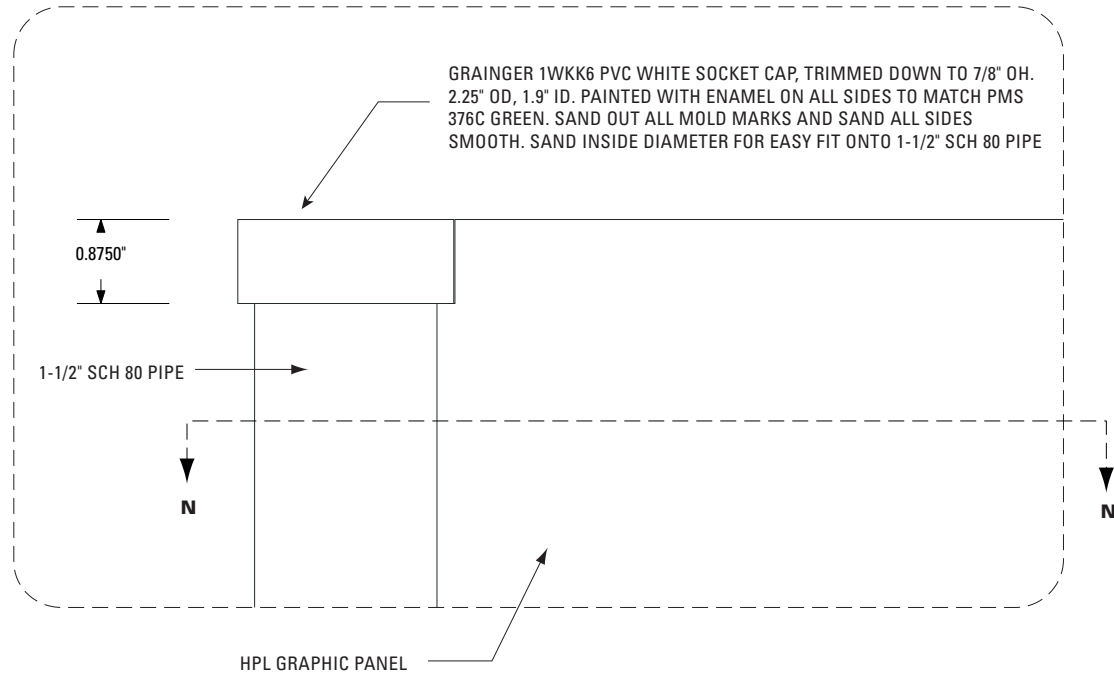 GRAINGER 1WKK6 PVC WHITE SOCKET CAP, TRIMMED DOWN TO 7/8" OH.
2.25" OD, 1.9" ID. PAINTED WITH ENAMEL ON ALL SIDES TO MATCH PMS
376C GREEN. SAND OUT ALL MOLD MARKS AND SAND ALL SIDES
SMOOTH. SAND INSIDE DIAMETER FOR EASY FIT ONTO 1-1/2" SCH 80 PIPE
0.8750"
1-1/2" SCH 80 PIPE
N
N
HPL GRAPHIC PANEL